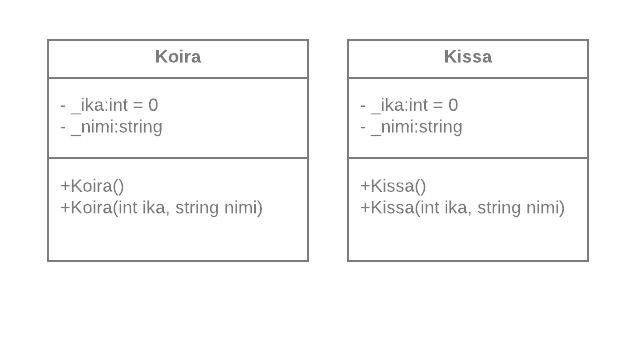 Koira
- _ika:int = 0
- _nimi:string
+Koira()
+Koira(int ika, string nimi)
Kissa
- _ika:int = 0
- _nimi:string
+Kissa()
+Kissa(int ika, string nimi)